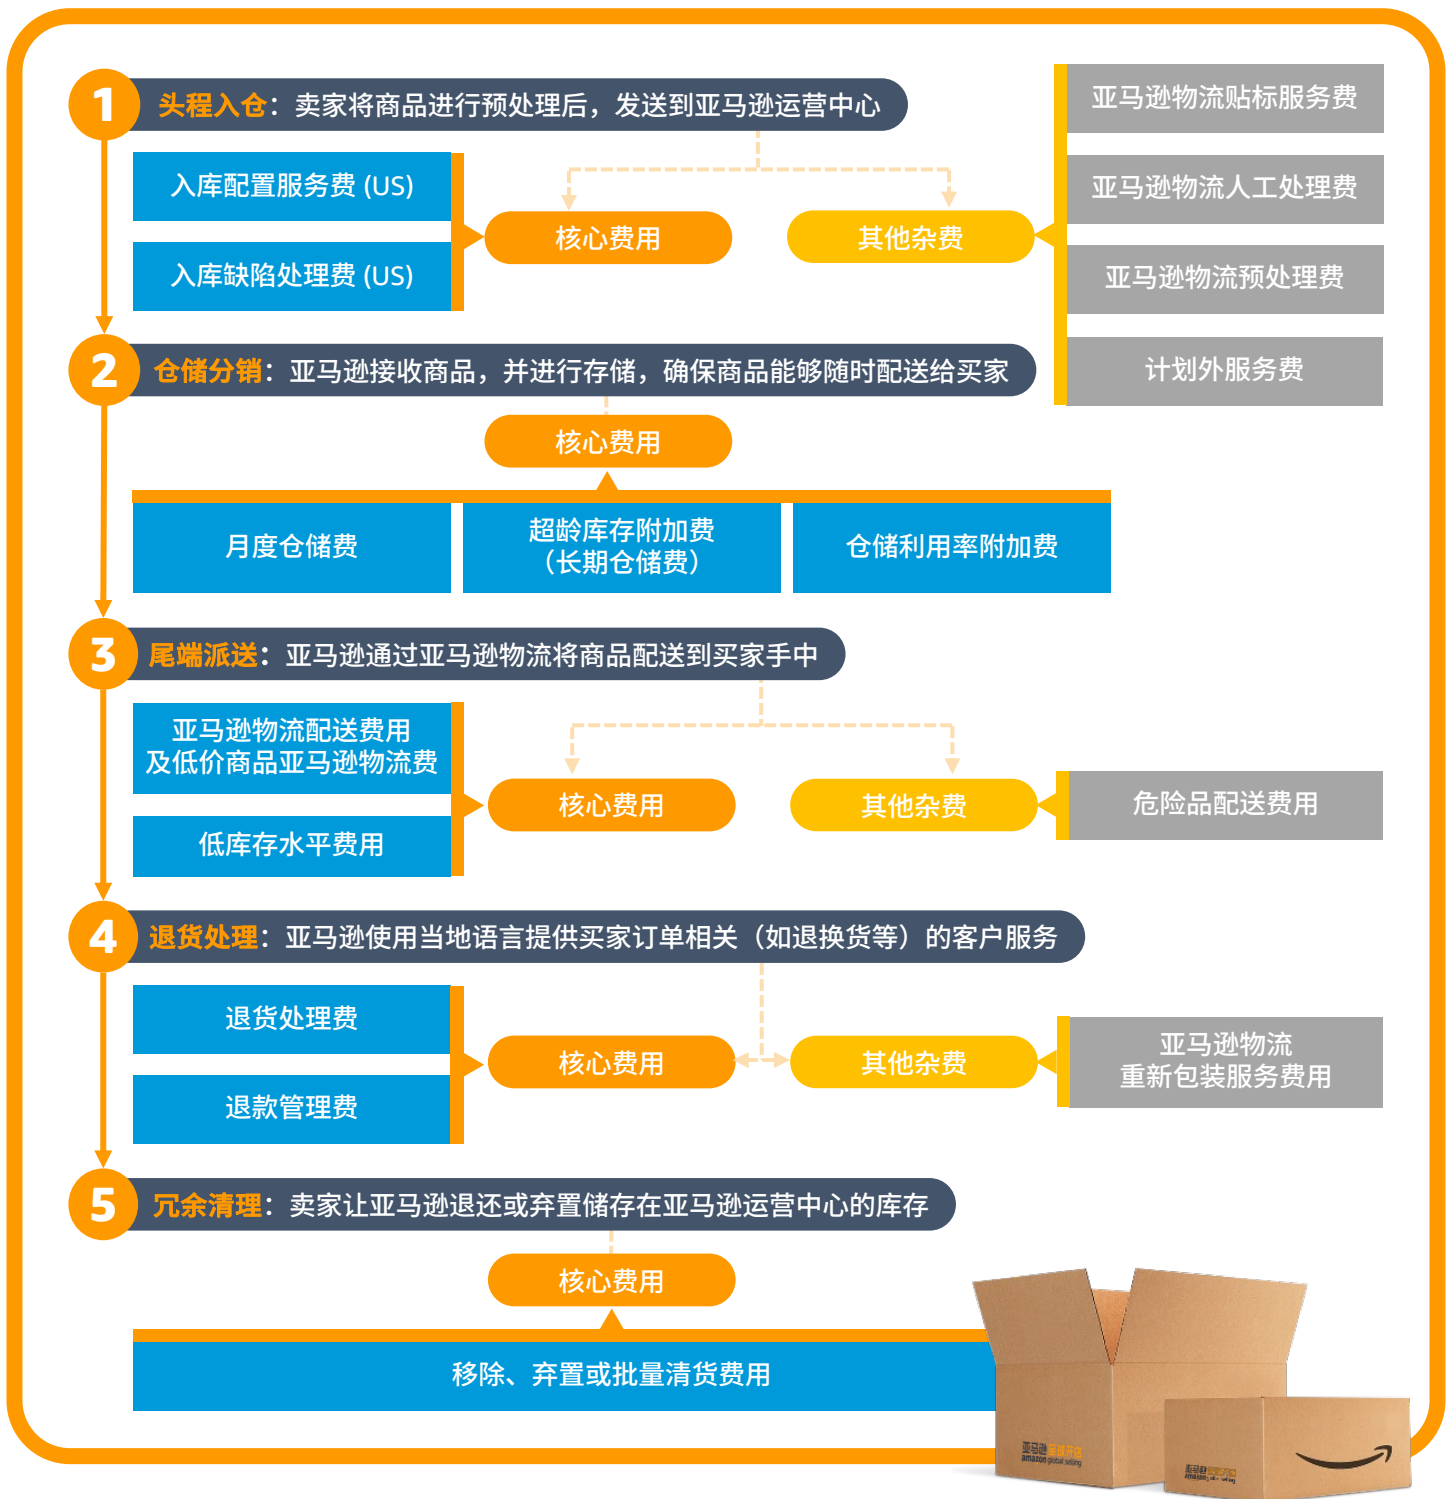 1
头程入仓：卖家将商品进行预处理后，发送到亚马逊运营中心
入库配置服务费 (US)
入库缺陷处理费 (US)
核心费用
其他杂费
亚马逊物流贴标服务费
亚马逊物流人工处理费
亚马逊物流预处理费
计划外服务费
2
仓储分销：亚马逊接收商品，并进行存储，确保商品能够随时配送给买家
核心费用
月度仓储费
超龄库存附加费
（长期仓储费）
仓储利用率附加费
3
尾端派送：亚马逊通过亚马逊物流将商品配送到买家手中
亚马逊物流配送费用
及低价商品亚马逊物流费
低库存水平费用
核心费用
其他杂费
危险品配送费用
4
退货处理：亚马逊使用当地语言提供买家订单相关（如退换货等）的客户服务
退货处理费
退款管理费
核心费用
其他杂费
亚马逊物流
重新包装服务费用
5
冗余清理：卖家让亚马逊退还或弃置储存在亚马逊运营中心的库存
核心费用
移除、弃置或批量清货费用
亚马逊全球开店
amazon global selling